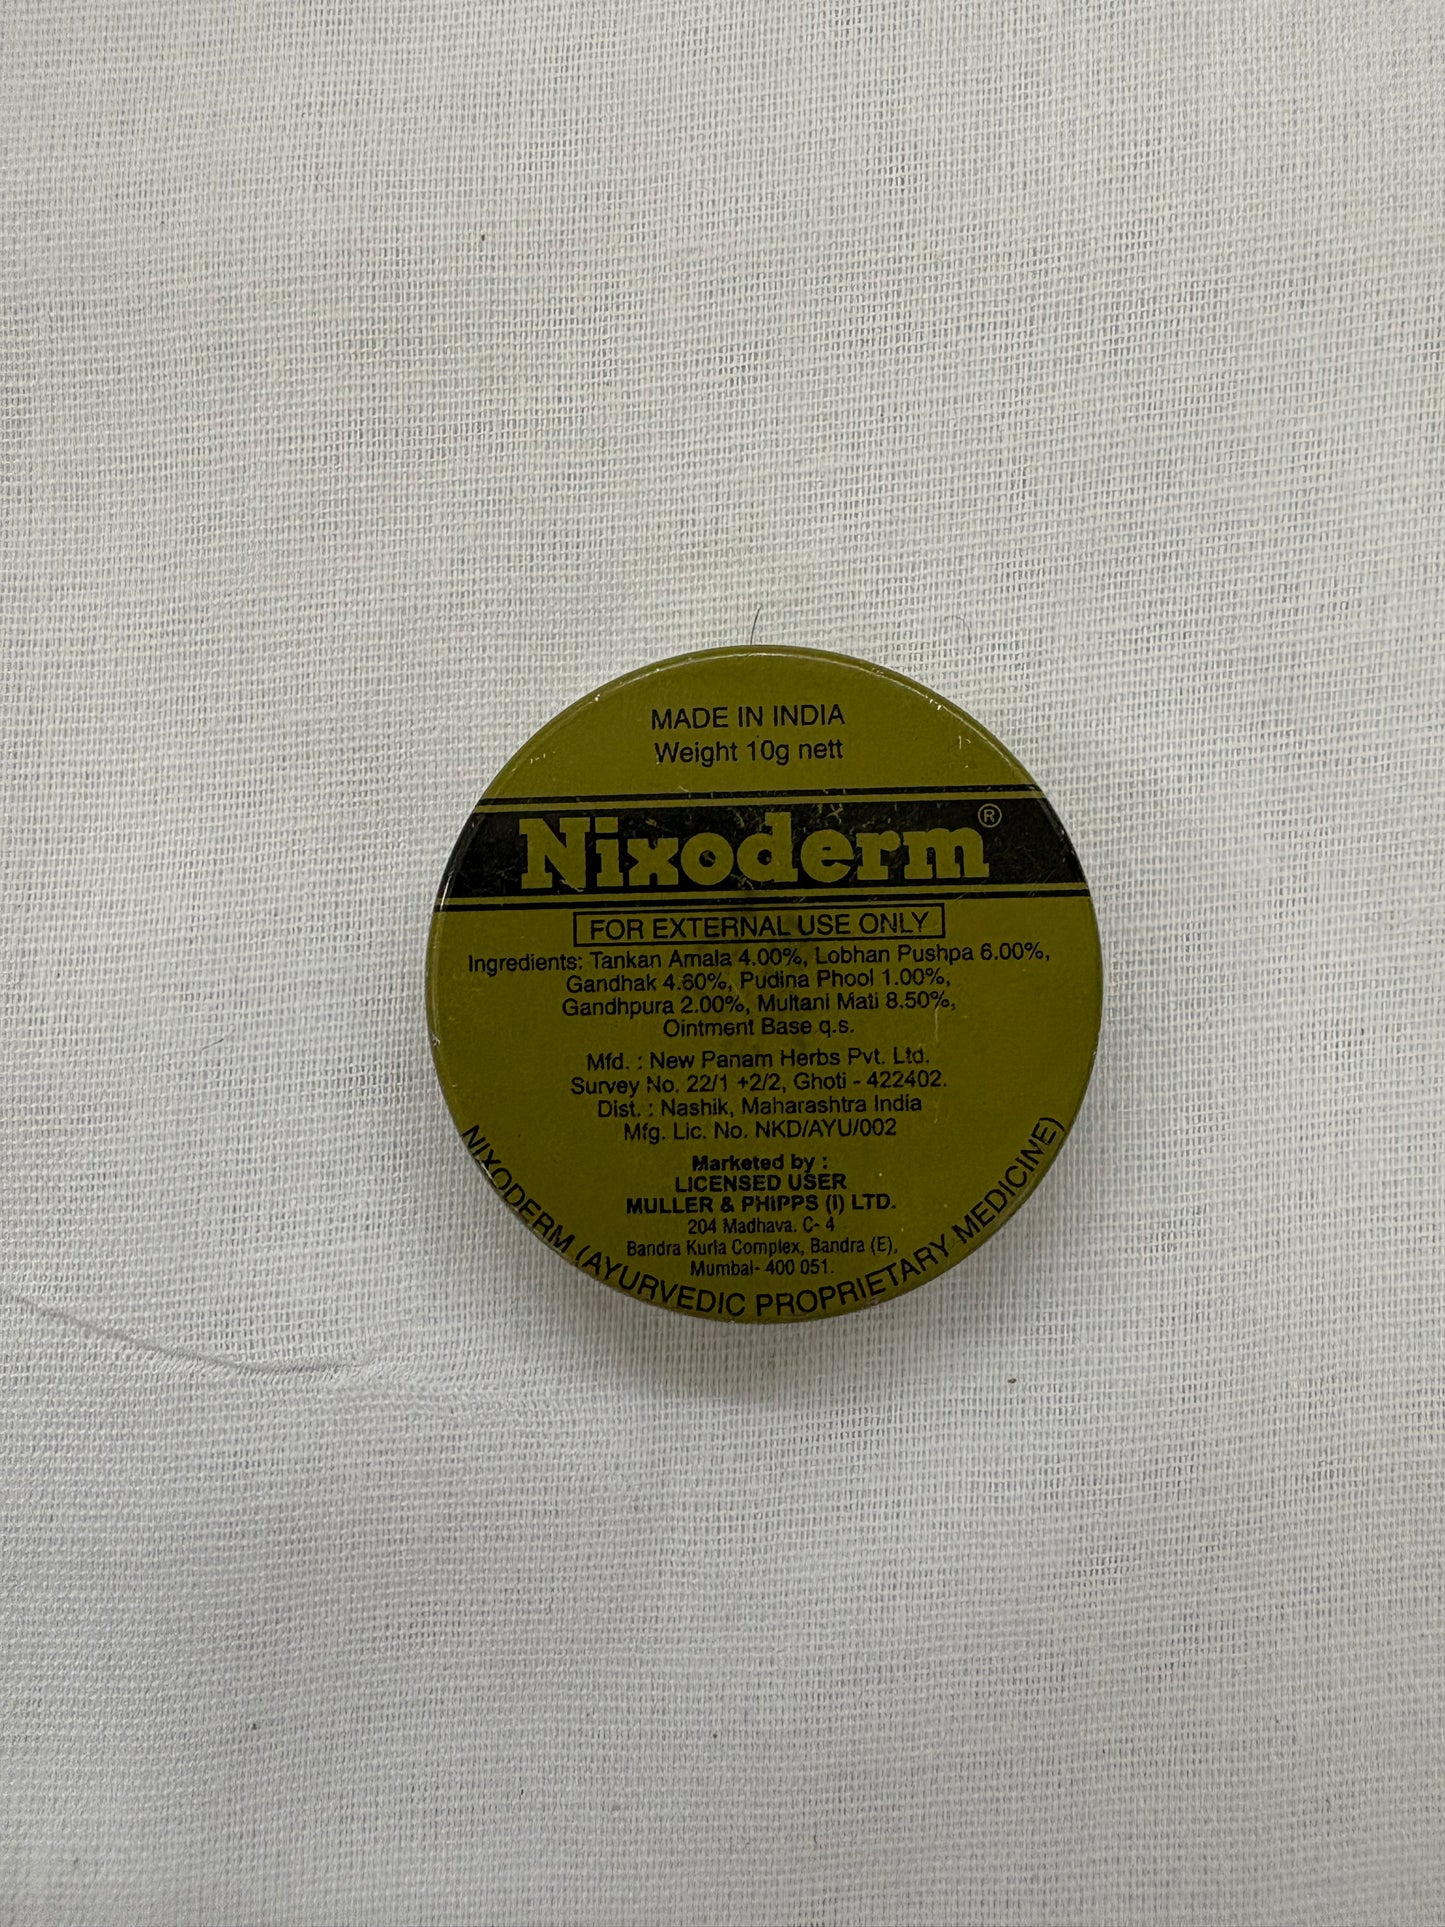 MADE IN INDIA
Weight 10g nett
Nixoderm®
FOR EXTERNAL USE ONLY
Ingredients: Tankan Amala 4.00%, Lobhan Pushpa 6.00%,
Gandhak 4.60%, Pudina Phool 1.00%,
Gandhpura 2.00%, Multani Mati 8.50%,
Ointment Base q.s.
Mfd. : New Panam Herbs Pvt. Ltd.
Survey No. 22/1 +2/2, Ghoti - 422402.
Dist. : Nashik, Maharashtra India
Mfg. Lic. No. NKD/AYU/002
Marketed by :
LICENSED USER
MULLER & PHIPPS (I) LTD.
204 Madhava. C- 4
Bandra Kurla Complex, Bandra (E),
Mumbai- 400 051.
NIXODERM (AYURVEDIC PROPRIETARY MEDICINE)